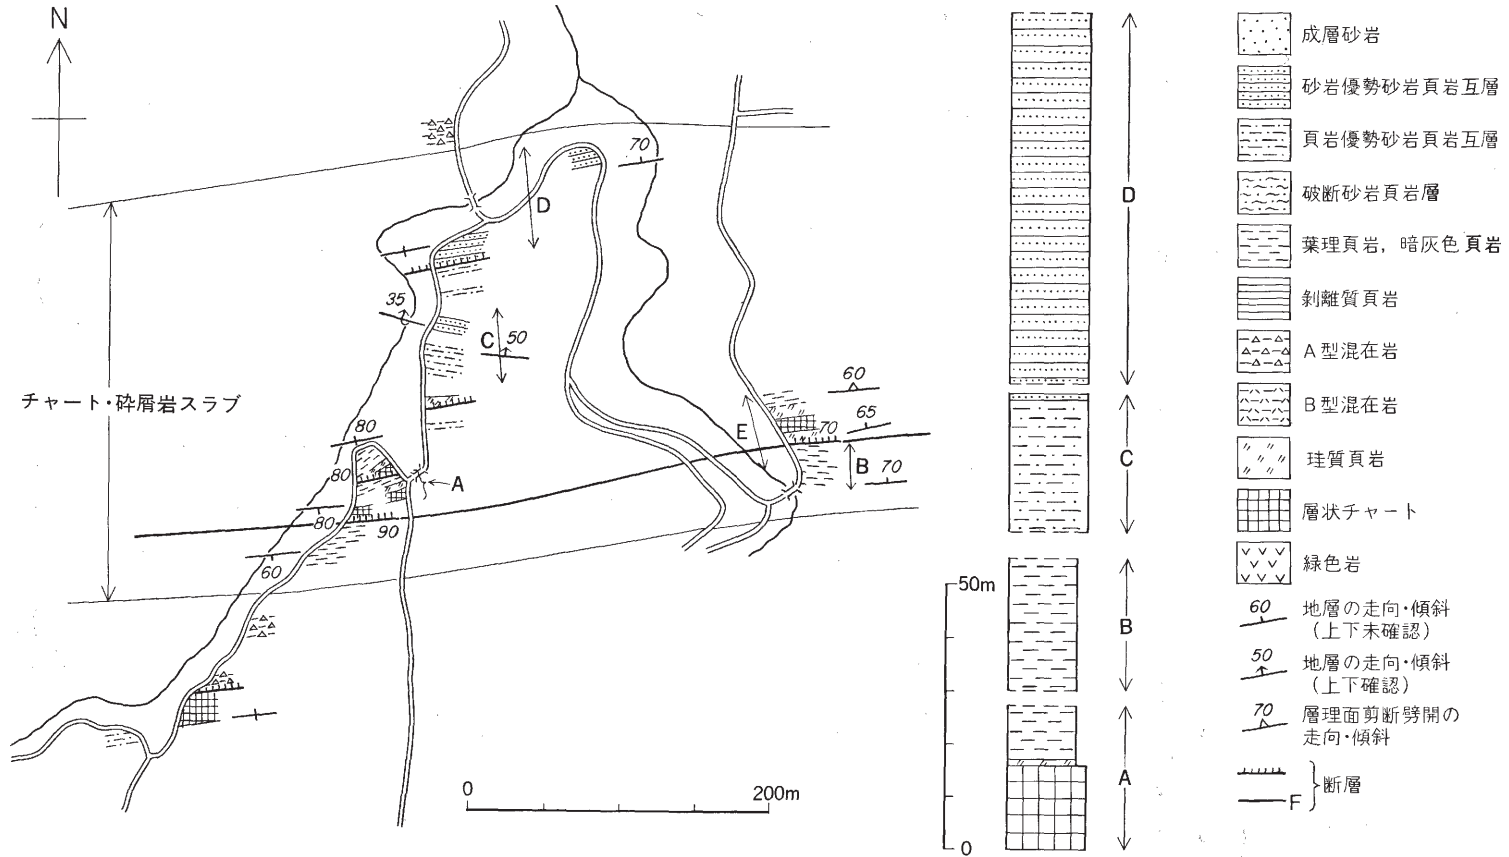 N
70
D
35
C
50
チャート・砕屑岩スラブ
80
80
A
80
90
60
60
65
E
70
B
70
0
200m
D
C
B
A
50m
0
成層砂岩
砂岩優勢砂岩頁岩互層
頁岩優勢砂岩頁岩互層
破断砂岩頁岩層
葉理頁岩，暗灰色頁岩
剝離質頁岩
A型混在岩
B型混在岩
珪質頁岩
層状チャート
緑色岩
60
地層の走向・傾斜
（上下未確認）
50
地層の走向・傾斜
（上下確認）
70
層理面剪断劈開の
走向・傾斜
F
断層